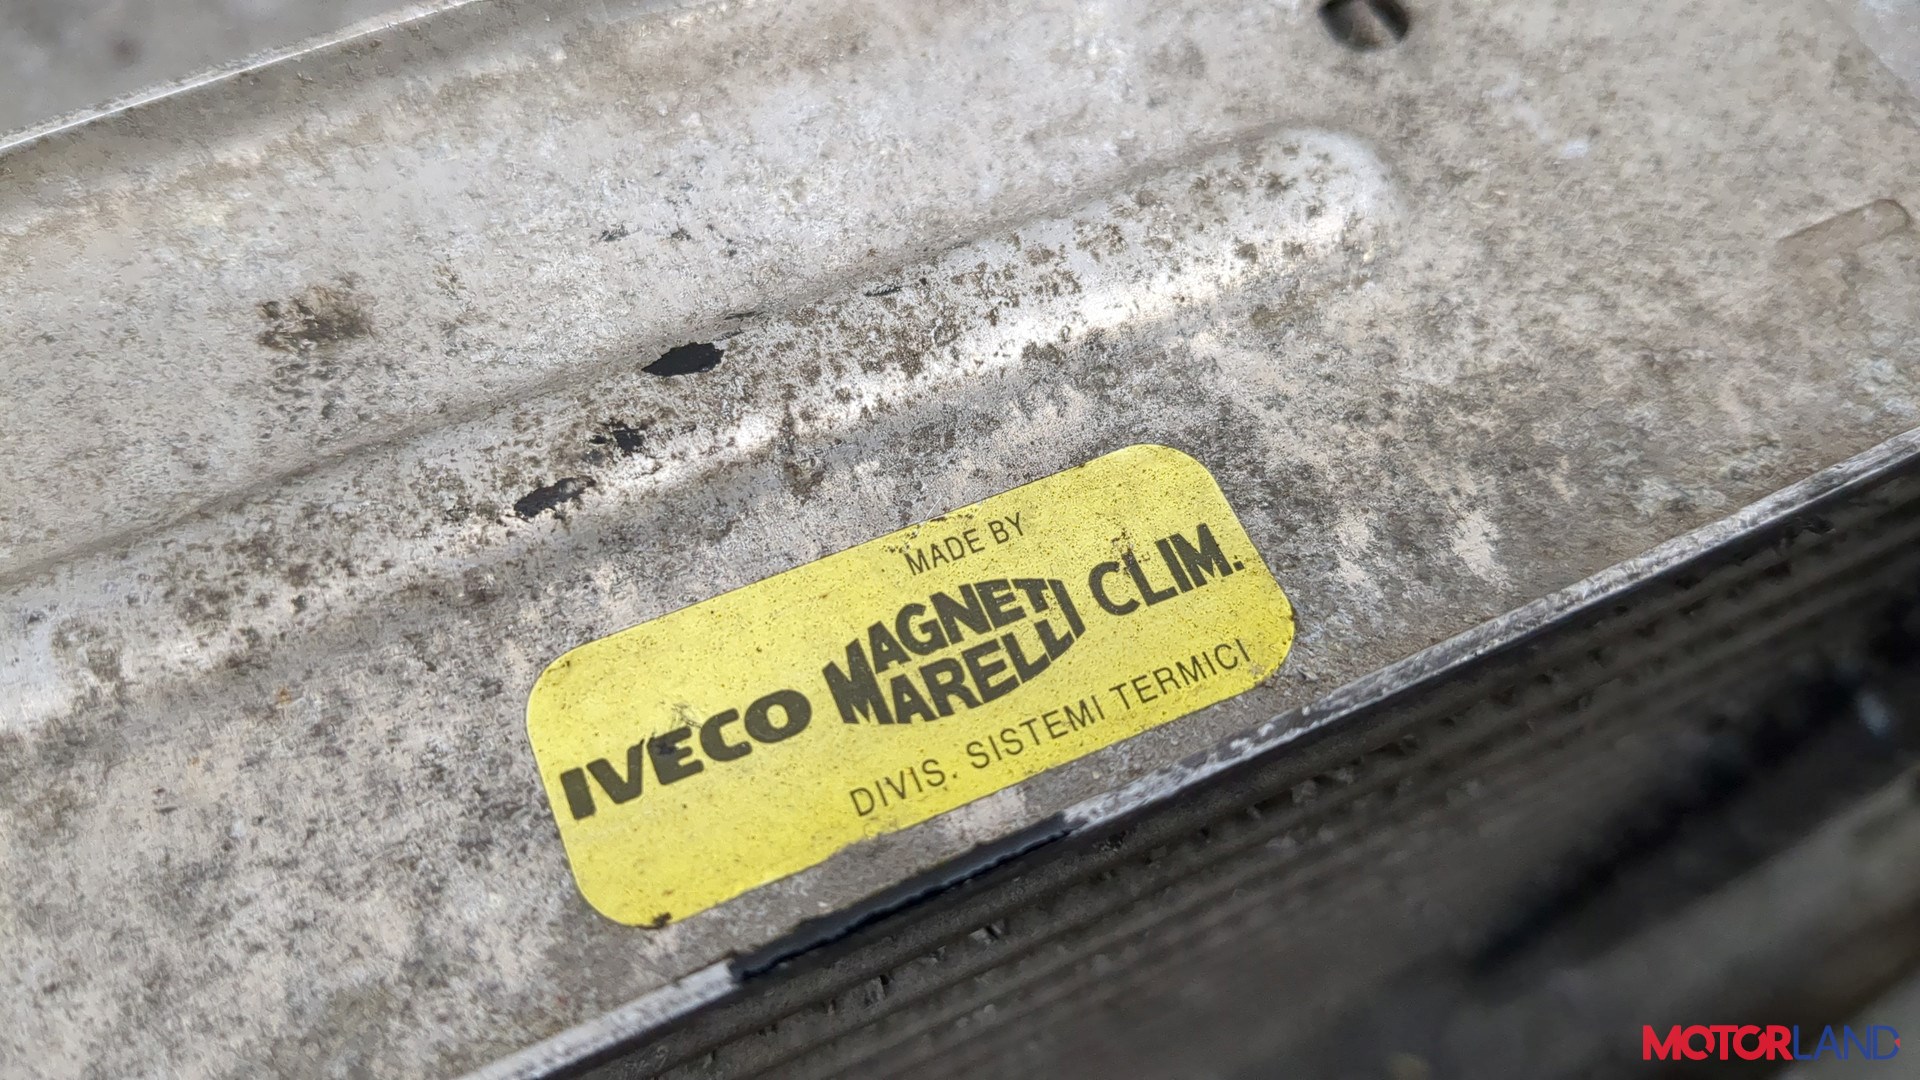 MADE BY
IVECO MAGNETI MARELLI CLIM.
DIVIS. SISTEMI TERMICI
MOTORLAND